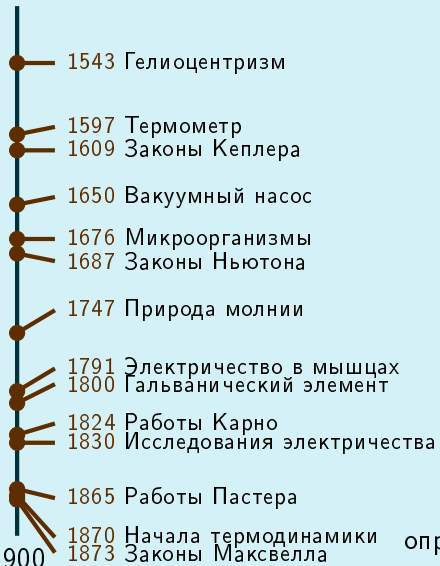 1543 Гелиоцентризм
1597 Термометр
1609 Законы Кеплера
1650 Вакуумный насос
1676 Микроорганизмы
1687 Законы Ньютона
1747 Природа молнии
1791 Электричество в мышцах
1800 Гальванический элемент
1824 Работы Карно
1830 Исследования электричества
1865 Работы Пастера
1870 Начала термодинамики опр
1873 Законы Максвелла
900